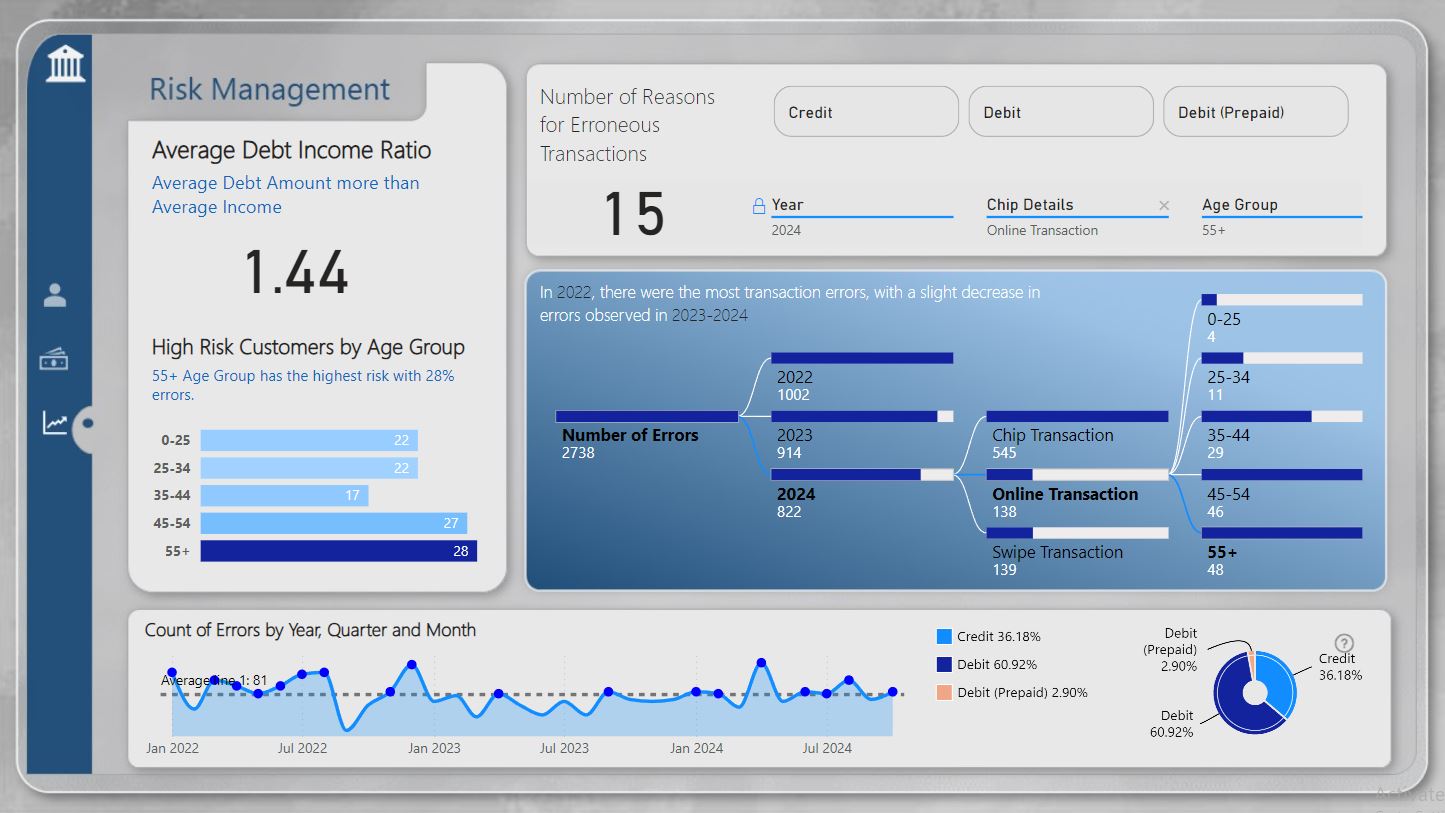 Risk Management
Average Debt Income Ratio
Average Debt Amount more than
Average Income
1.44
High Risk Customers by Age Group
55+ Age Group has the highest risk with 28%
errors.
0-25 22
25-34 22
35-44 17
45-54 27
55+ 28
Number of Reasons
for Erroneous
Transactions
15
Credit
Debit
Debit (Prepaid)
Year
2024
Chip Details
Online Transaction
Age Group
55+
In 2022, there were the most transaction errors, with a slight decrease in
errors observed in 2023-2024
Number of Errors
2738
2022
1002
2023
914
2024
822
Chip Transaction
545
Online Transaction
138
Swipe Transaction
139
0-25
4
25-34
11
35-44
29
45-54
46
55+
48
Count of Errors by Year, Quarter and Month
Average line 1: 81
Jan 2022 Jul 2022 Jan 2023 Jul 2023 Jan 2024 Jul 2024
Credit 36.18%
Debit 60.92%
Debit (Prepaid) 2.90%
Debit
(Prepaid)
2.90%
?
Credit
36.18%
Debit
60.92%
Activate